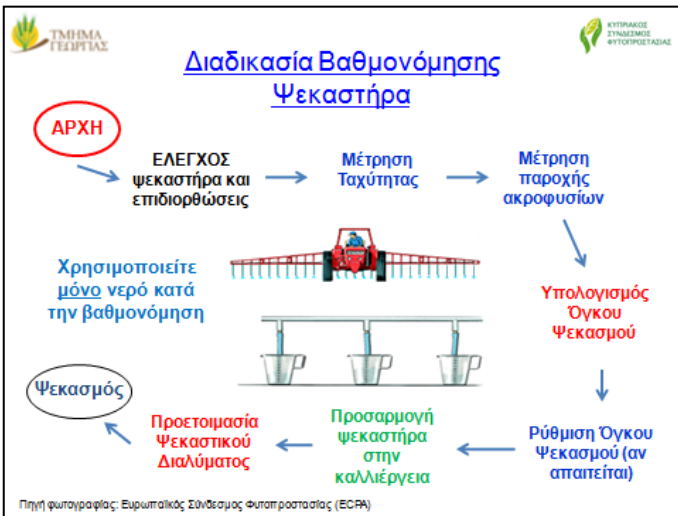 ΤΜΗΜΑ
ΓΕΩΡΓΙΑΣ
ΚΥΠΡΙΑΚΟΣ
ΣΥΝΔΕΣΜΟΣ
ΦΥΤΟΠΡΟΣΤΑΣΙΑΣ
Διαδικασία Βαθμονόμησης
Ψεκαστήρα
ΑΡΧΗ
ΕΛΕΓΧΟΣ
ψεκαστήρα και
επιδιορθώσεις
Μέτρηση
Ταχύτητας
Μέτρηση
παροχής
ακροφυσίων
Χρησιμοποιείτε
μόνο νερό κατά
την βαθμονόμηση
Υπολογισμός
Όγκου
Ψεκασμού
Ρύθμιση Όγκου
Ψεκασμού (αν
απαιτείται)
Προσαρμογή
ψεκαστήρα
στην
καλλιέργεια
Προετοιμασία
Ψεκαστικού
Διαλύματος
Ψεκασμός
Πηγή φωτογραφίας: Ευρωπαϊκός Σύνδεσμος Φυτοπροστασίας (ECPA)